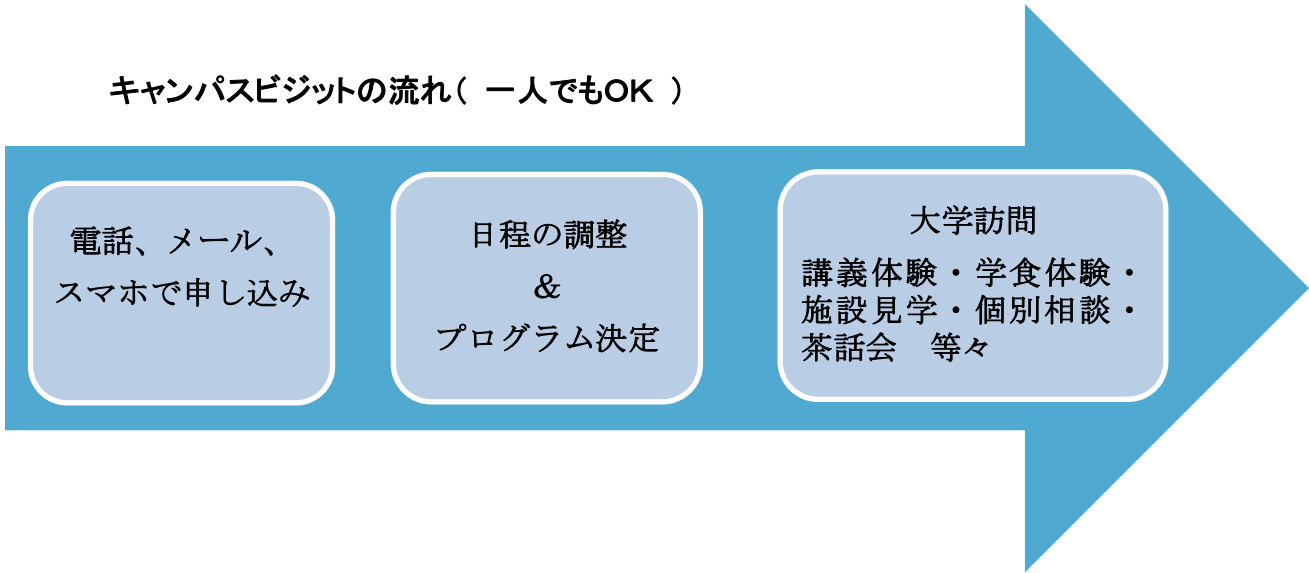 キャンパスビジットの流れ( 一人でもOK )
電話、メール、
スマホで申し込み
日程の調整
&
プログラム決定
大学訪問
講義体験・学食体験・
施設見学・個別相談・
茶話会　等々